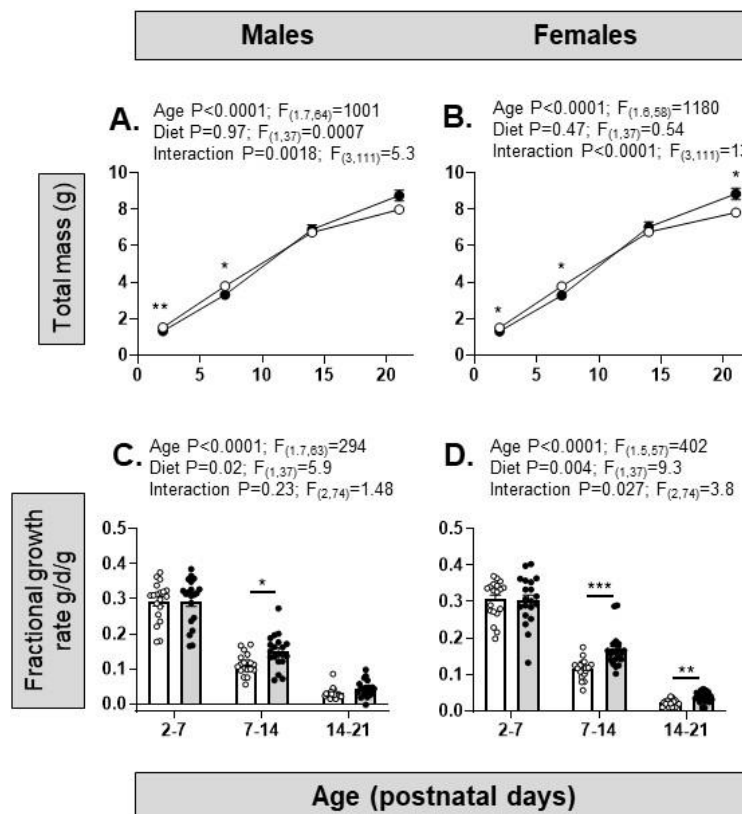 Males
Females
A.
Age P<0.0001; F(1.7,64)=1001
Diet P=0.97; F(1,37)=0.0007
Interaction P=0.0018; F(3,111)=5.3
B.
Age P<0.0001; F(1.6,58)=1180
Diet P=0.47; F(1,37)=0.54
Interaction P<0.0001; F(3,111)=13
Total mass (g)
10
8
6
4
2
0
0
5
10
15
20
**
*
10
8
6
4
2
0
0
5
10
15
20
*
*
*
C.
Age P<0.0001; F(1.7,63)=294
Diet P=0.02; F(1,37)=5.9
Interaction P=0.23; F(2,74)=1.48
D.
Age P<0.0001; F(1.5,57)=402
Diet P=0.004; F(1,37)=9.3
Interaction P=0.027; F(2,74)=3.8
Fractional growth
rate g/d/g
0.5
0.4
0.3
0.2
0.1
0.0
*
2-7
7-14
14-21
0.5
0.4
0.3
0.2
0.1
0.0
***
**
2-7
7-14
14-21
Age (postnatal days)